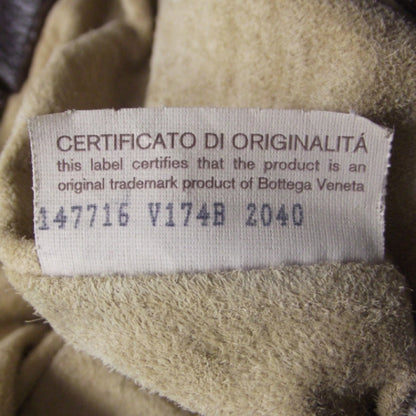 CERTIFICATO DI ORIGINALITÁ
this label certifies that the product is an
original trademark product of Bottega Veneta
147716 V174B 2040